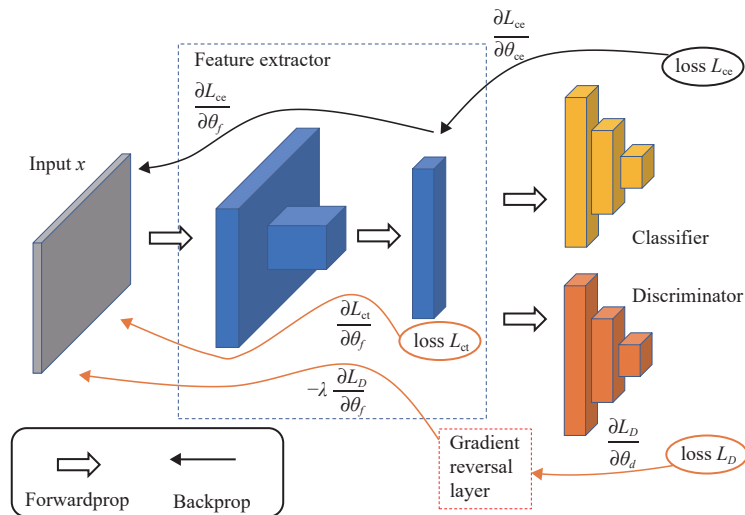 ∂L_ce
∂θ_ce
loss L_ce
Feature extractor
∂L_ce
∂θ_f
Input x
Classifier
Discriminator
∂L_ct
∂θ_f
loss L_ct
−λ ∂L_D
∂θ_f
Gradient
reversal
layer
∂L_D
∂θ_d
loss L_D
Forwardprop
Backprop